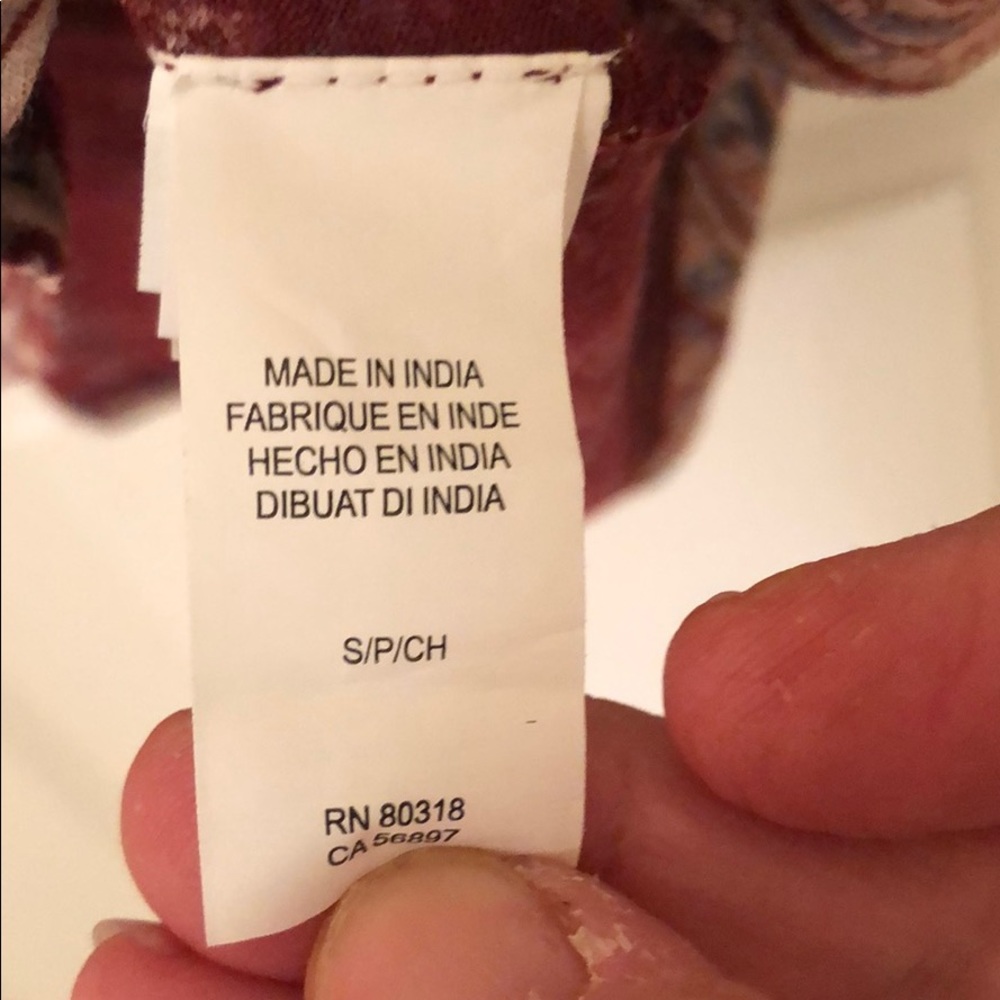 MADE IN INDIA
FABRIQUE EN INDE
HECHO EN INDIA
DIBUAT DI INDIA
S/P/CH
RN 80318
CA 56897